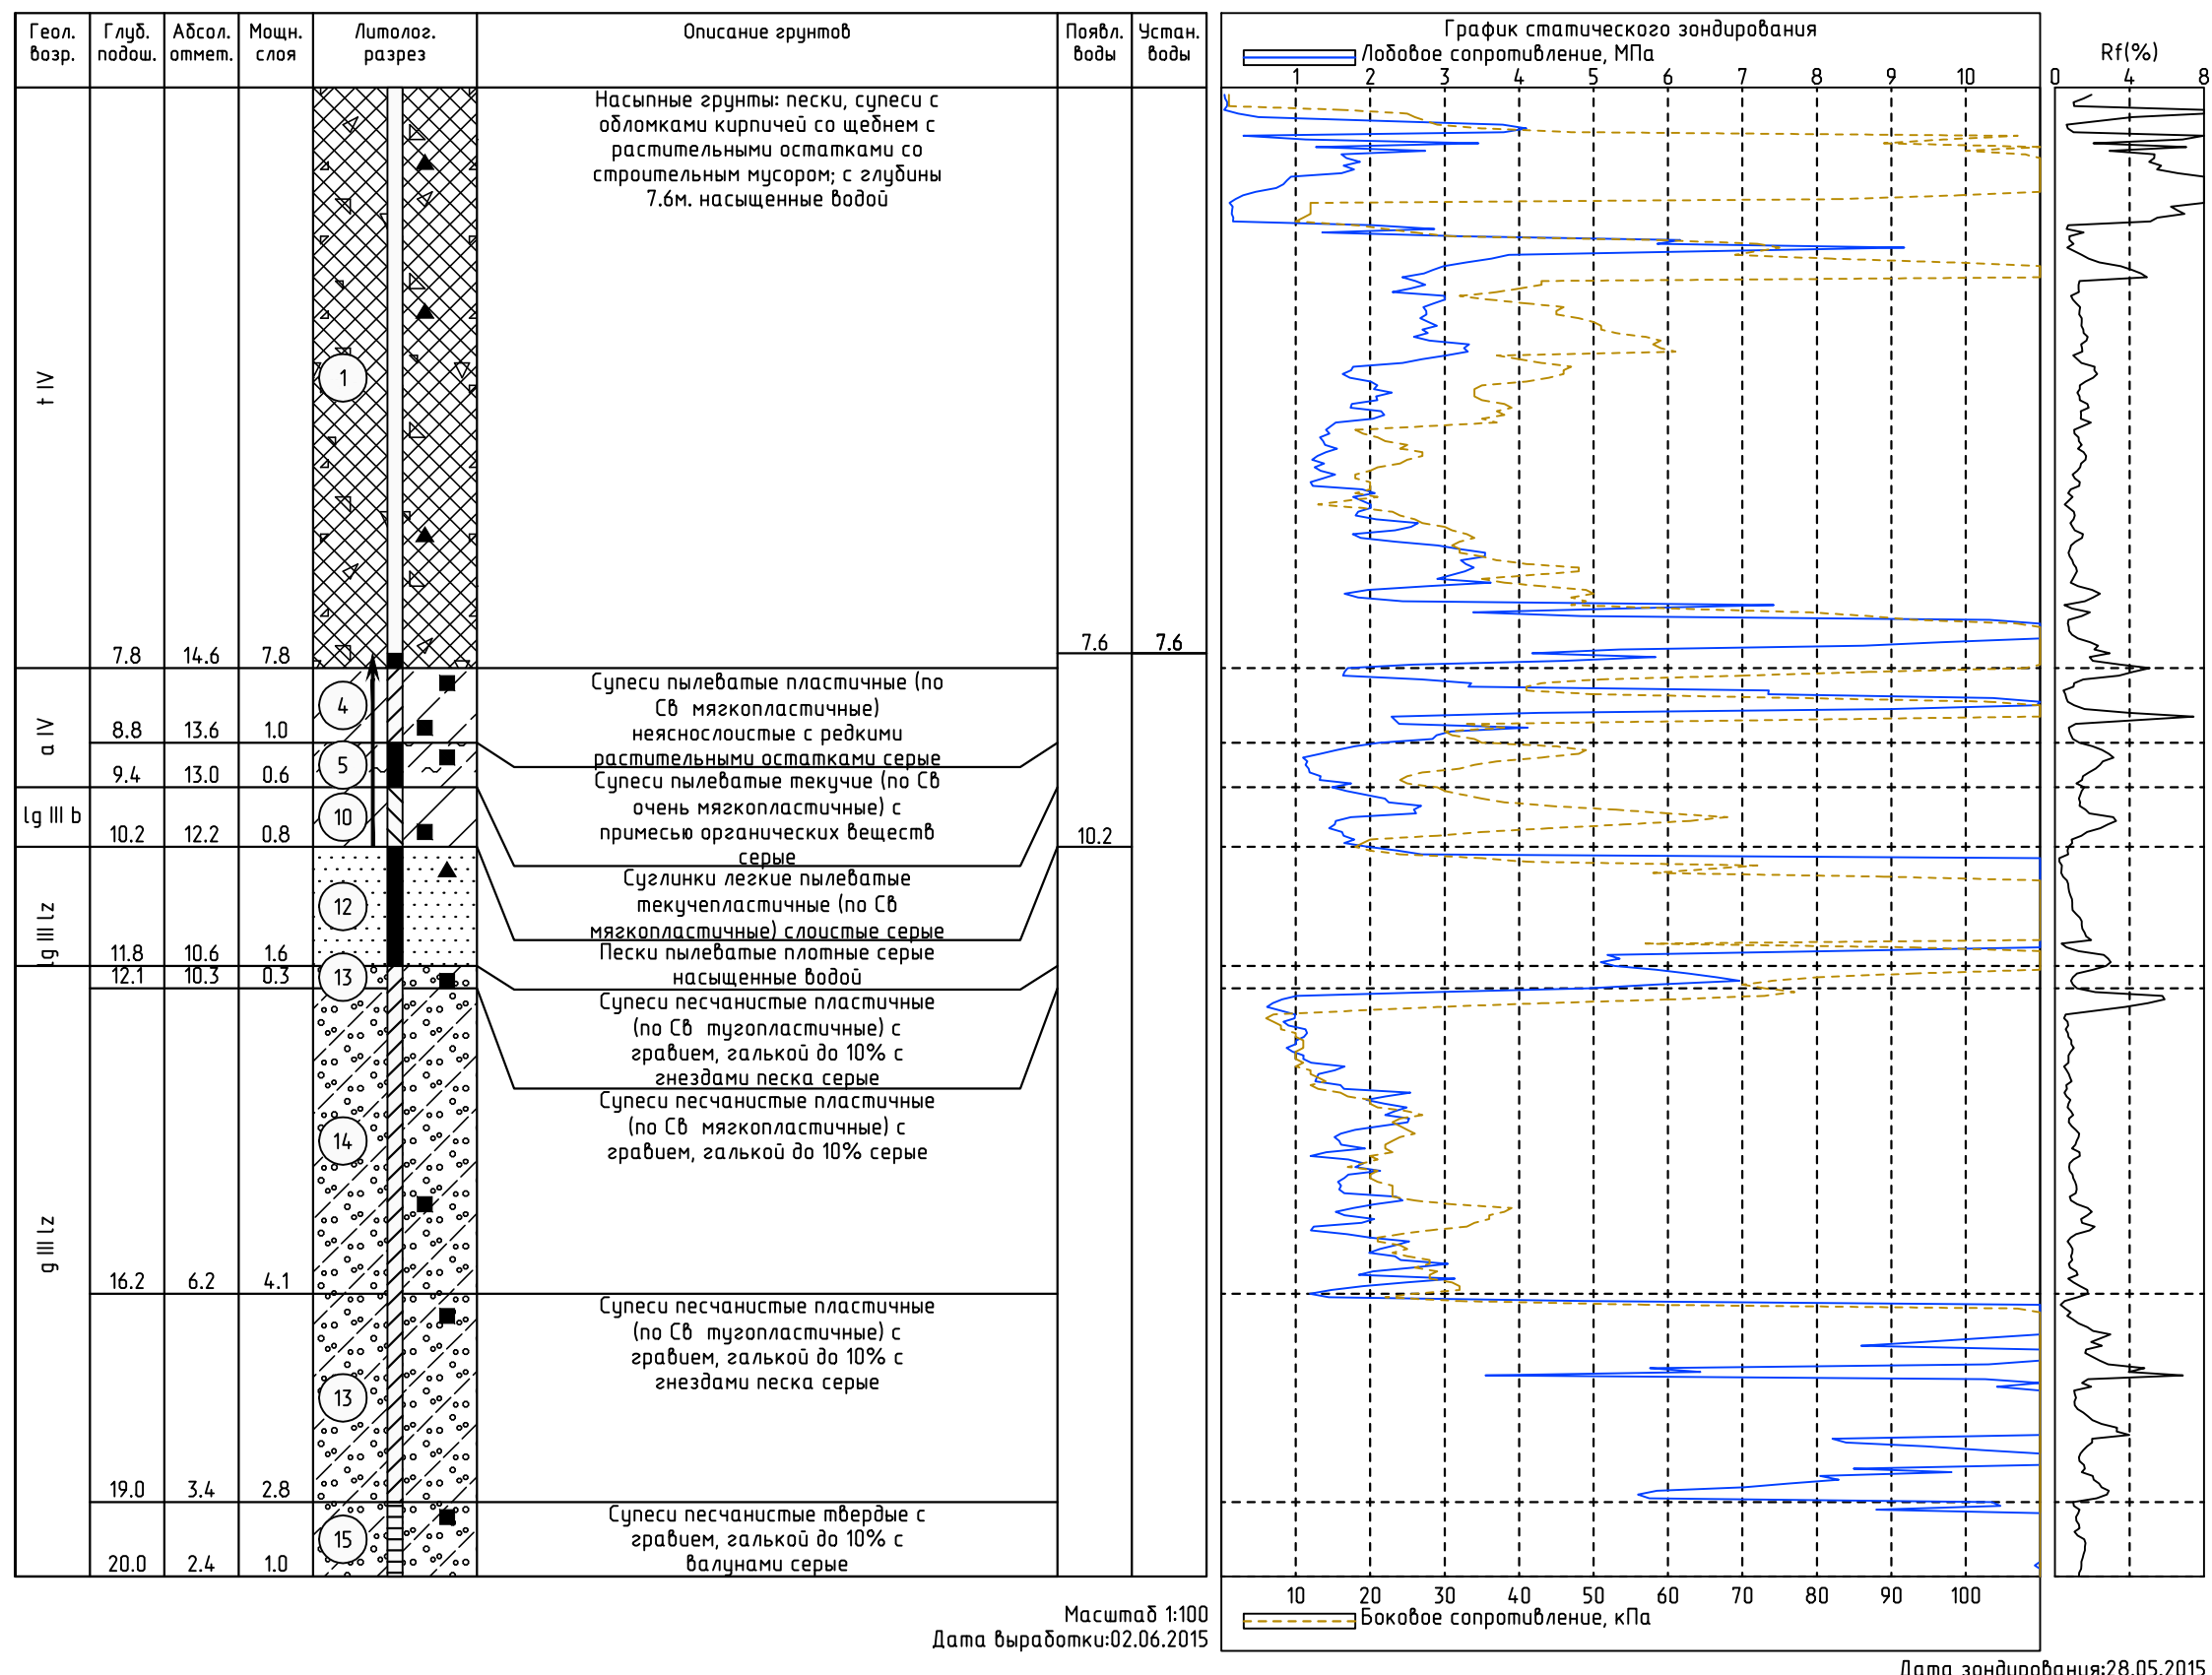 Геол. возр.
Глуб. подош.
Абсол. отмет.
Мощн. слоя
Литолог. разрез
Описание грунтов
Появл. воды
Устан. воды
График статического зондирования
Лобовое сопротивление, МПа
1 2 3 4 5 6 7 8 9 10
Rf(%)
0 4 8
t IV
1
7.8 14.6 7.8
Насыпные грунты: пески, супеси с
обломками кирпичей со щебнем с
растительными остатками со
строительным мусором; с глубины
7.6м. насыщенные водой
7.6 7.6
a IV
4
8.8 13.6 1.0
Супеси пылеватые пластичные (по
Св мягкопластичные)
неяснослоистые с редкими
растительными остатками серые
5
9.4 13.0 0.6
Супеси пылеватые текучие (по Св
очень мягкопластичные) с
примесью органических веществ
серые
lg III b
10
10.2 12.2 0.8
10.2
Суглинки легкие пылеватые
текучепластичные (по Св
мягкопластичные) слоистые серые
lg III lz
12
11.8 10.6 1.6
Пески пылеватые плотные серые
насыщенные водой
13
12.1 10.3 0.3
Супеси песчанистые пластичные
(по Св тугопластичные) с
гравием, галькой до 10% с
гнездами песка серые
g III lz
14
16.2 6.2 4.1
Супеси песчанистые пластичные
(по Св мягкопластичные) с
гравием, галькой до 10% серые
13
19.0 3.4 2.8
Супеси песчанистые пластичные
(по Св тугопластичные) с
гравием, галькой до 10% с
гнездами песка серые
15
20.0 2.4 1.0
Супеси песчанистые твердые с
гравием, галькой до 10% с
валунами серые
10 20 30 40 50 60 70 80 90 100
Боковое сопротивление, кПа
Масштаб 1:100
Дата выработки:02.06.2015
Дата зондирования:28.05.2015